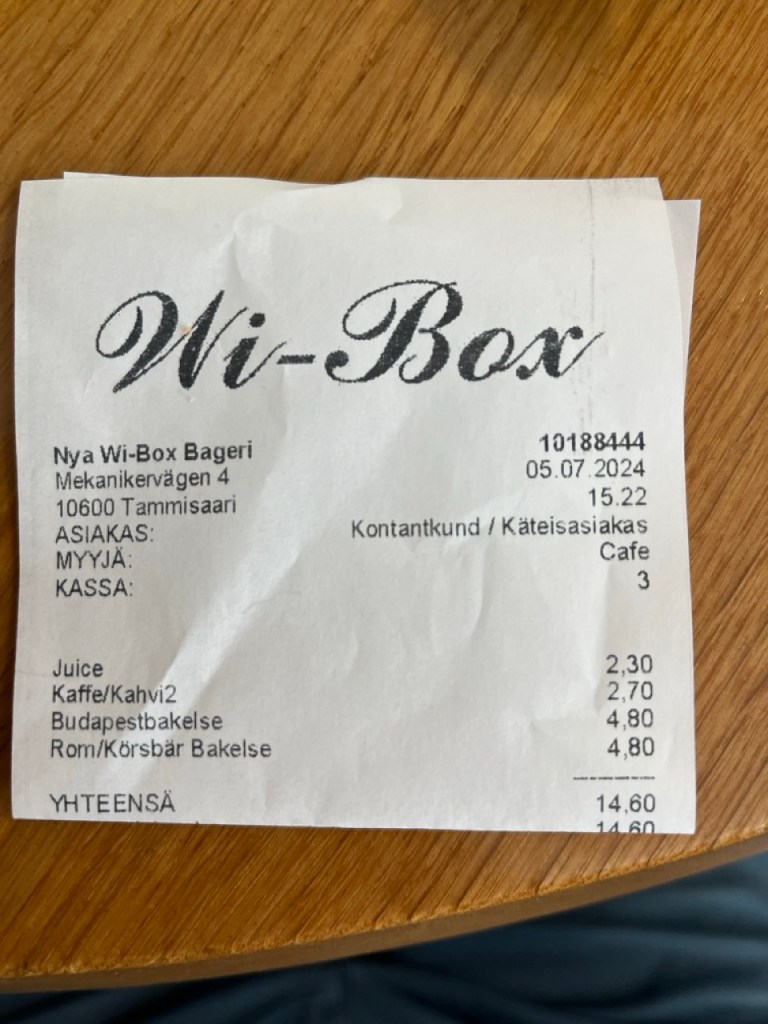 Wi-Box
Nya Wi-Box Bageri 10188444
Mekanikervägen 4 05.07.2024
10600 Tammisaari 15.22
ASIAKAS: Kontantkund / Käteisasiakas
MYYJÄ: Cafe
KASSA: 3
Juice 2,30
Kaffe/Kahvi2 2,70
Budapestbakelse 4,80
Rom/Körsbär Bakelse 4,80
YHTEENSÄ 14,60
14,60